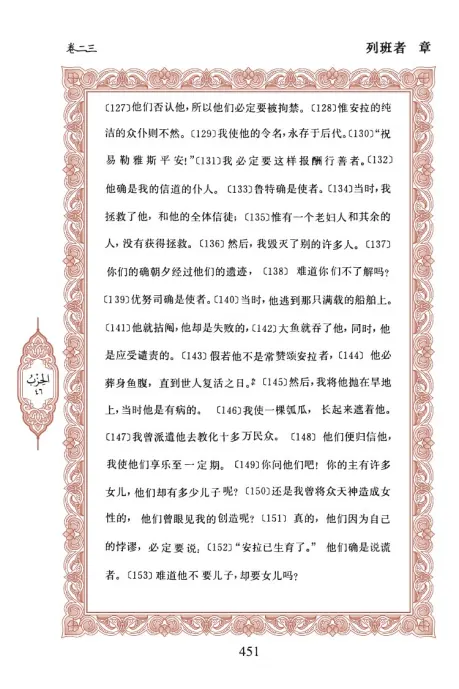 卷二三
列班者 章
〔127〕他们否认他,所以他们必定要被拘禁。〔128〕惟安拉的纯
洁的众仆则不然。〔129〕我使他的令名,永存于后代。〔130〕“祝
易勒雅斯平安!”〔131〕我必定要这样报酬行善者。〔132〕
他确是我的信道的仆人。〔133〕鲁特确是使者。〔134〕当时,我
拯救了他,和他的全体信徒;〔135〕惟有一个老妇人和其余的
人,没有获得拯救。〔136〕然后,我毁灭了别的许多人。〔137〕
你们的确朝夕经过他们的遗迹,〔138〕难道你们不了解吗?
〔139〕优努司确是使者。〔140〕当时,他逃到那只满载的船舶上。
〔141〕他就拈阄,他却是失败的,〔142〕大鱼就吞了他,同时,他
是应受谴责的。〔143〕假若他不是常赞颂安拉者,〔144〕他必
葬身鱼腹,直到世人复活之日。²〔145〕然后,我将他抛在旱地
上,当时他是有病的。〔146〕我使一棵瓠瓜,长起来遮着他。
〔147〕我曾派遣他去教化十多万民众。〔148〕他们便归信他,
我使他们享乐至一定期。〔149〕你问他们吧!你的主有许多
女儿,他们却有多少儿子呢?〔150〕还是我曾将众天神造成女
性的,他们曾眼见我的创造呢?〔151〕真的,他们因为自己
的悖谬,必定要说:〔152〕“安拉已生育了。”他们确是说谎
者。〔153〕难道他不要儿子,却要女儿吗?
الحزب
٤٦
451